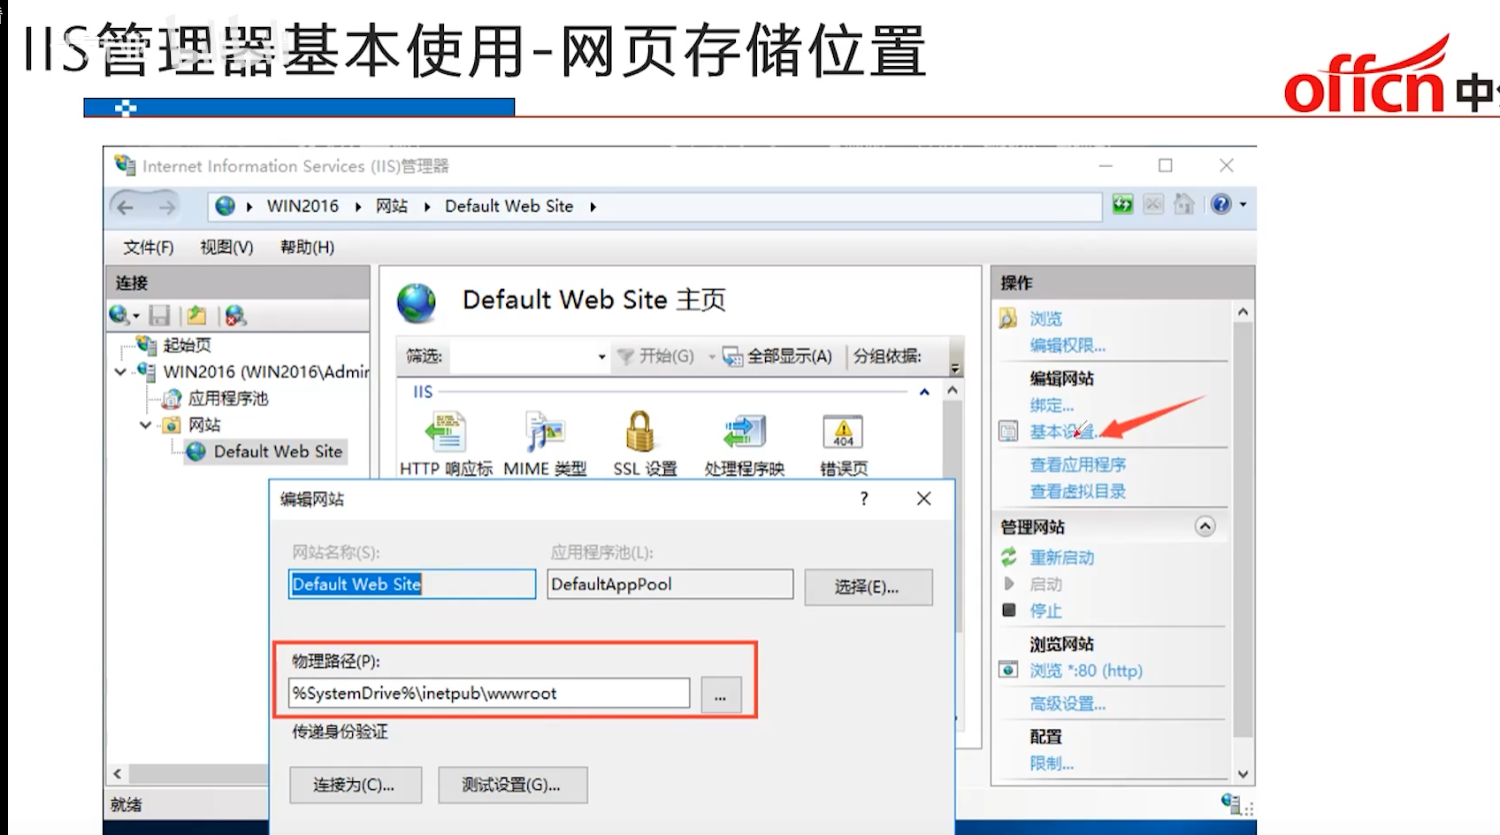 IIS管理器基本使用-网页存储位置
offcn
Internet Information Services (IIS)管理器
WIN2016
网站
Default Web Site
文件(F)
视图(V)
帮助(H)
连接
起始页
WIN2016 (WIN2016\Admir
应用程序池
网站
Default Web Site
Default Web Site 主页
筛选:
开始(G)
全部显示(A)
分组依据:
IIS
HTTP 响应标
MIME 类型
SSL 设置
处理程序映
错误页
404
编辑网站
?
网站名称(S):
应用程序池(L):
Default Web Site
DefaultAppPool
选择(E)...
物理路径(P):
%SystemDrive%\inetpub\wwwroot
...
传递身份验证
连接为(C)...
测试设置(G)...
操作
浏览
编辑权限...
编辑网站
绑定...
基本设置...
查看应用程序
查看虚拟目录
管理网站
重新启动
启动
停止
浏览网站
浏览 *:80 (http)
高级设置...
配置
限制...
就绪